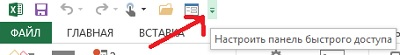 ФАЙЛ ГЛАВНАЯ ВСТАВКА
Настроить панель быстрого доступа